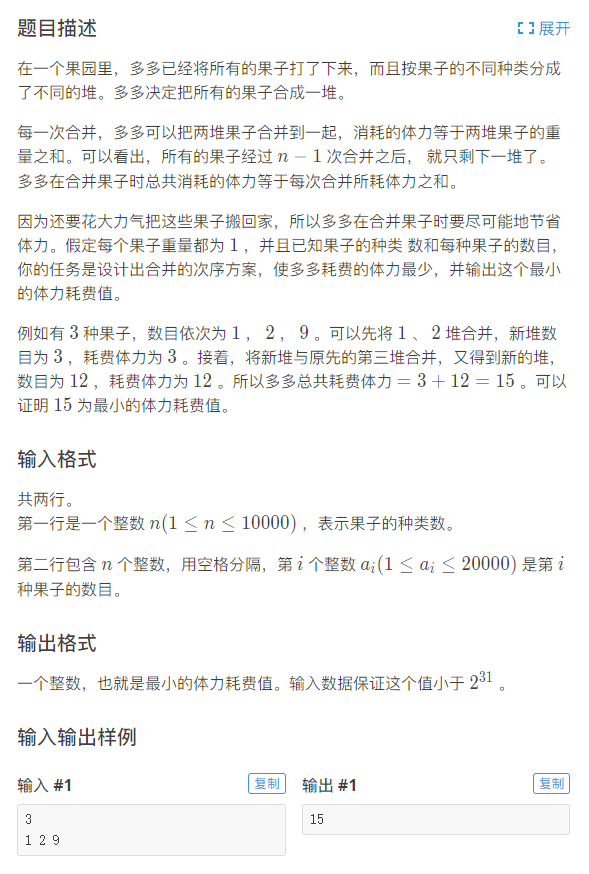 题目描述
展开
在一个果园里，多多已经将所有的果子打了下来，而且按果子的不同种类分成
了不同的堆。多多决定把所有的果子合成一堆。
每一次合并，多多可以把两堆果子合并到一起，消耗的体力等于两堆果子的重
量之和。可以看出，所有的果子经过 n − 1 次合并之后， 就只剩下一堆了。
多多在合并果子时总共消耗的体力等于每次合并所耗体力之和。
因为还要花大力气把这些果子搬回家，所以多多在合并果子时要尽可能地节省
体力。假定每个果子重量都为 1 ，并且已知果子的种类 数和每种果子的数目，
你的任务是设计出合并的次序方案，使多多耗费的体力最少，并输出这个最小
的体力耗费值。
例如有 3 种果子，数目依次为 1 ， 2 ， 9 。可以先将 1 、 2 堆合并，新堆数
目为 3 ，耗费体力为 3 。接着，将新堆与原先的第三堆合并，又得到新的堆，
数目为 12 ，耗费体力为 12 。所以多多总共耗费体力 = 3 + 12 = 15 。可以
证明 15 为最小的体力耗费值。
输入格式
共两行。
第一行是一个整数 n(1 ≤ n ≤ 10000) ，表示果子的种类数。
第二行包含 n 个整数，用空格分隔，第 i 个整数 aᵢ(1 ≤ aᵢ ≤ 20000) 是第 i
种果子的数目。
输出格式
一个整数，也就是最小的体力耗费值。输入数据保证这个值小于 2³¹ 。
输入输出样例
输入 #1
复制
3
1 2 9
输出 #1
复制
15